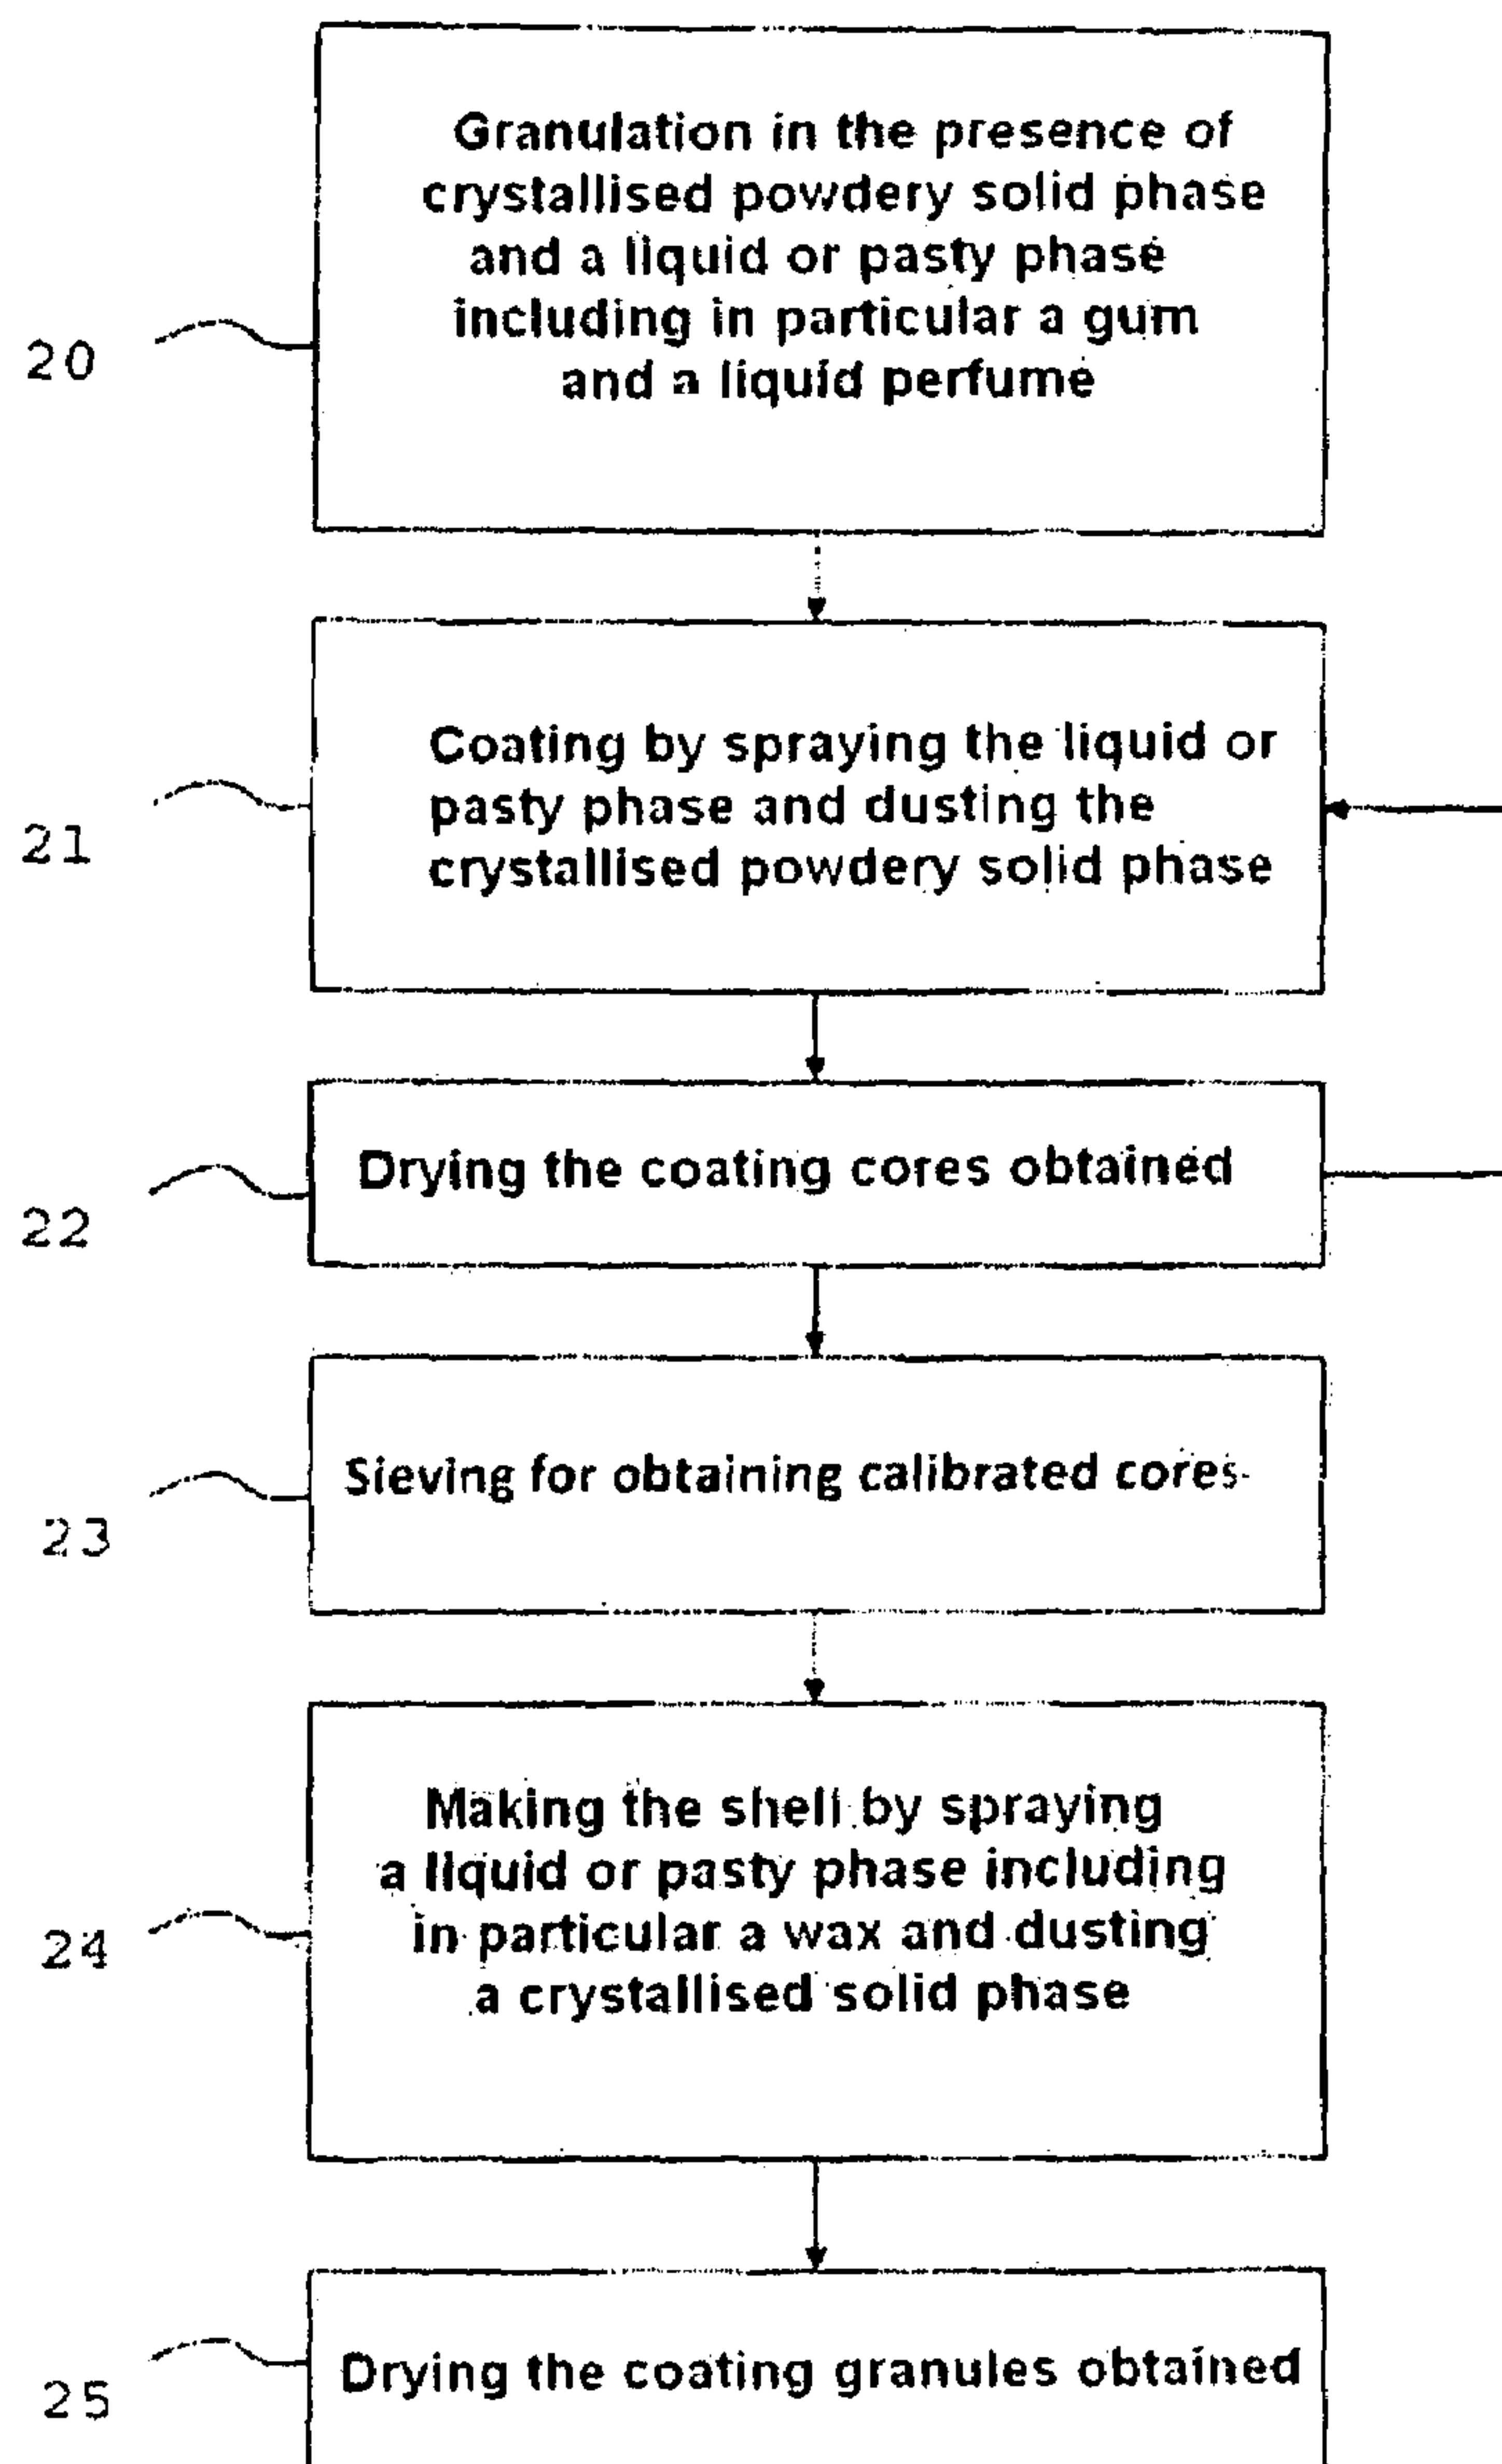 Granulation in the presence of
crystallised powdery solid phase
and a liquid or pasty phase
including in particular a gum
and a liquid perfume
20
Coating by spraying the liquid or
pasty phase and dusting the
crystallised powdery solid phase
21
Drying the coating cores obtained
22
Sieving for obtaining calibrated cores
23
Making the shell by spraying
a liquid or pasty phase including
in particular a wax and dusting
a crystallised solid phase
24
Drying the coating granules obtained
25